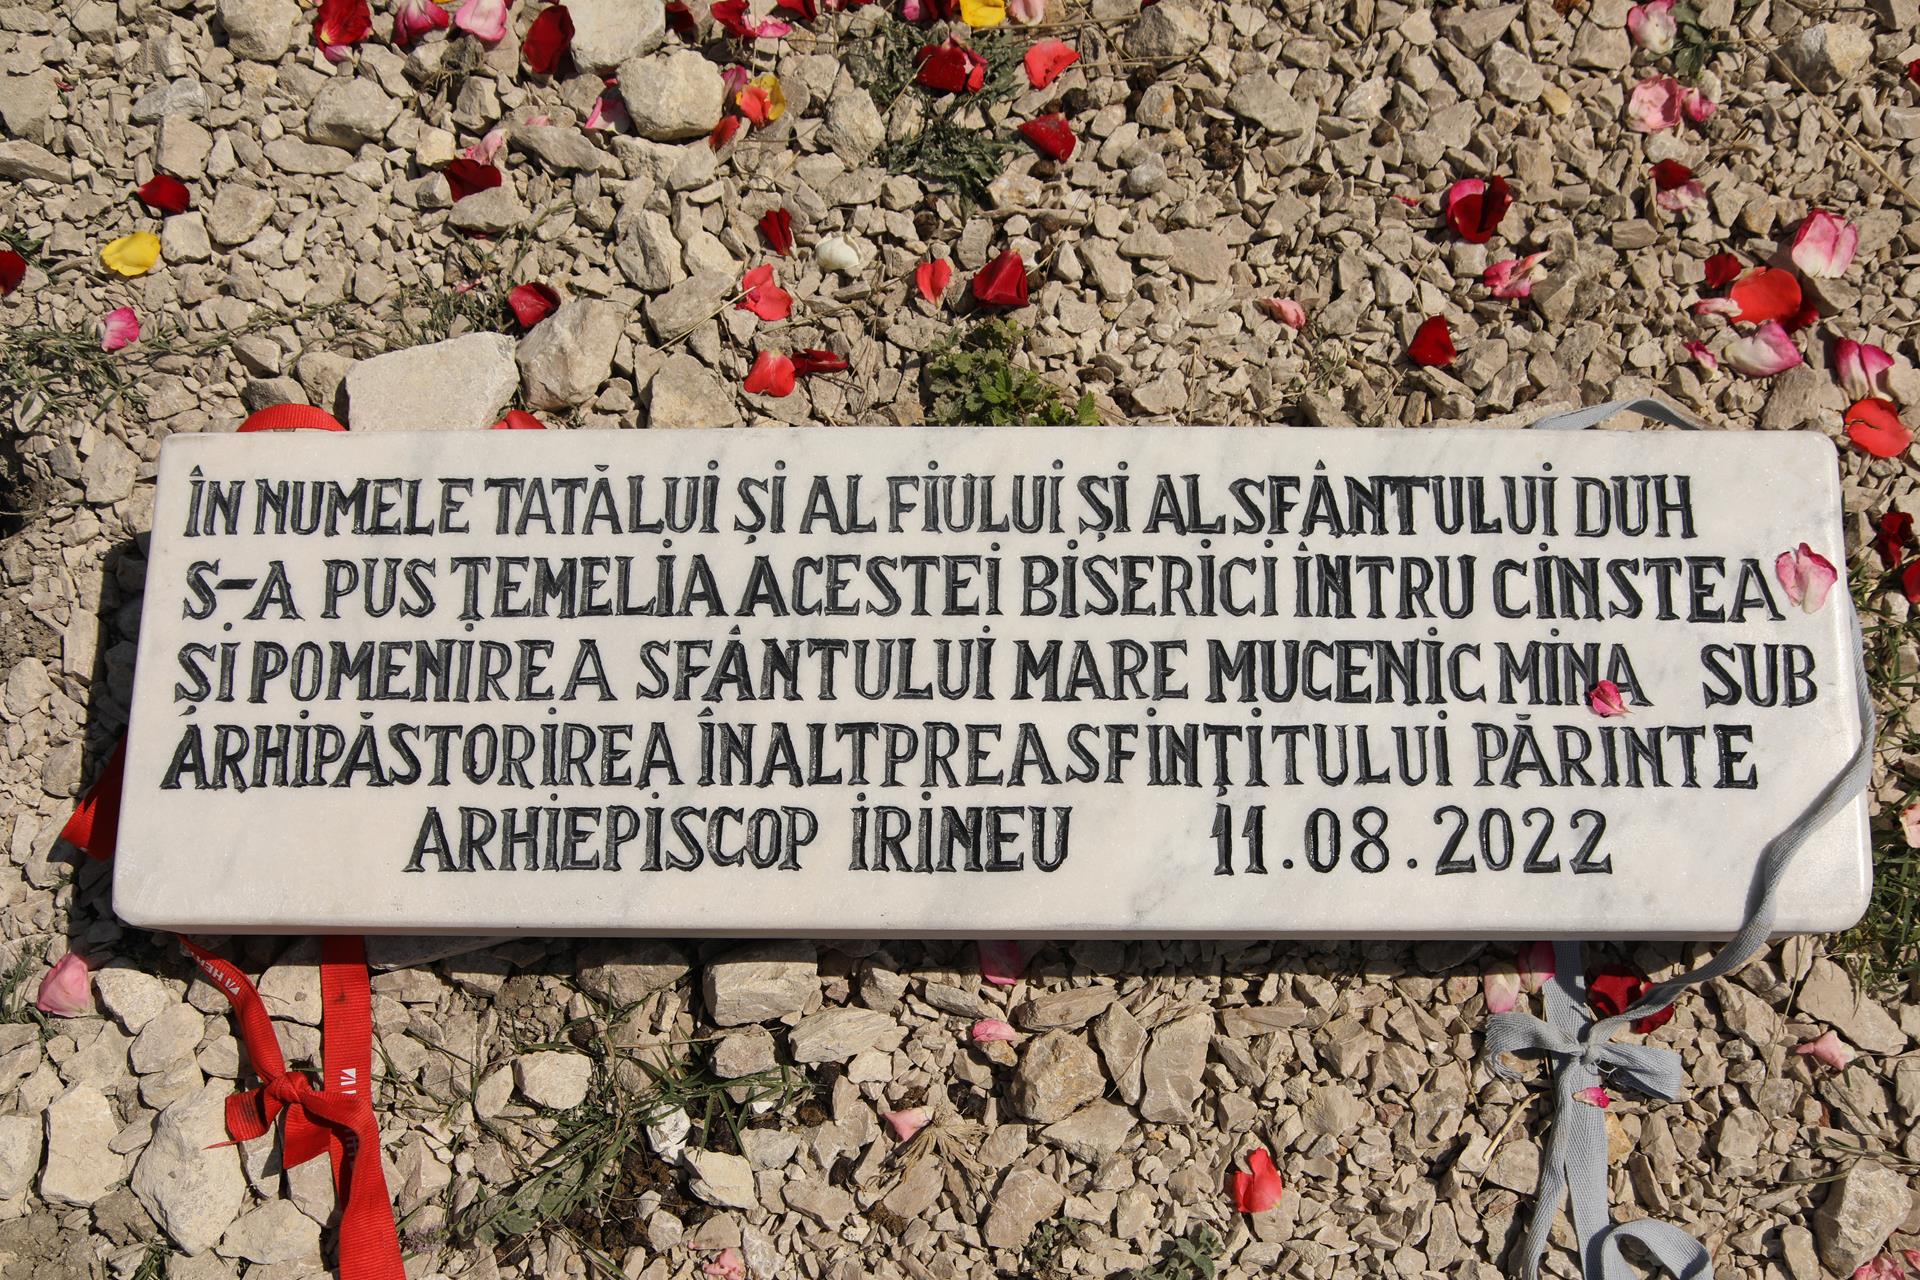 ÎN NUMELE TATĂLUI ȘI AL FIULUI ȘI AL SFÂNTULUI DUH
S-A PUS TEMELIA ACESTEI BISERICI ÎNTRU CINSTEA
ȘI POMENIREA SFÂNTULUI MARE MUCENIC MINA SUB
ARHIPĂSTORIREA ÎNALTPREASFINȚITULUI PĂRINTE
ARHIEPISCOP IRINEU 11.08.2022